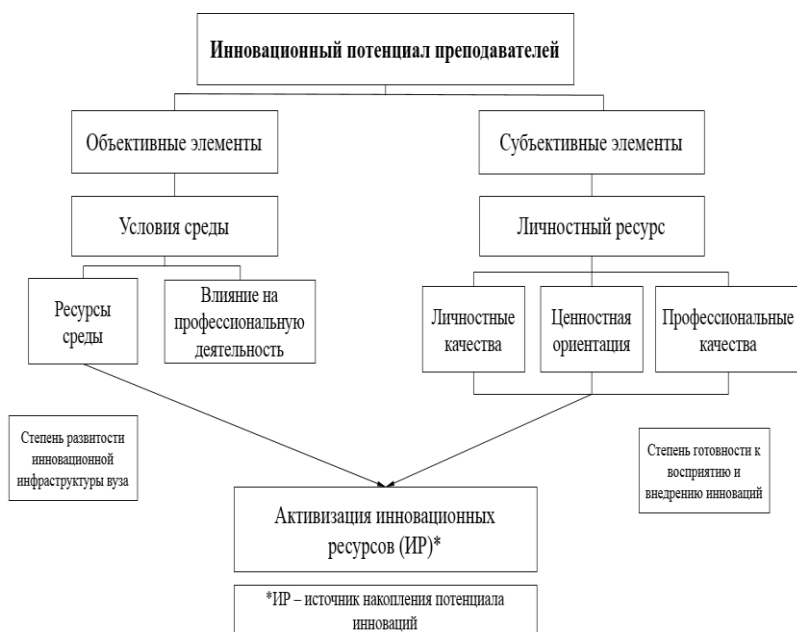 Инновационный потенциал преподавателей
Объективные элементы
Субъективные элементы
Условия среды
Личностный ресурс
Ресурсы
среды
Влияние на
профессиональную
деятельность
Личностные
качества
Ценностная
ориентация
Профессиональные
качества
Степень развитости
инновационной
инфраструктуры вуза
Степень готовности к
восприятию и
внедрению инноваций
Активизация инновационных
ресурсов (ИР)*
*ИР – источник накопления потенциала
инноваций